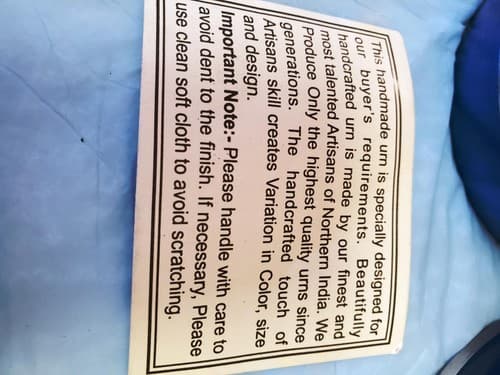 This handmade urn is specially designed for
our buyer's requirements. Beautifully
handcrafted urn is made by our finest and
most talented Artisans of Northern India. We
Produce Only the highest quality urns since
generations. The handcrafted touch of
Artisans skill creates Variation in Color, size
and design.
Important Note:- Please handle with care to
avoid dent to the finish. If necessary, Please
use clean soft cloth to avoid scratching.